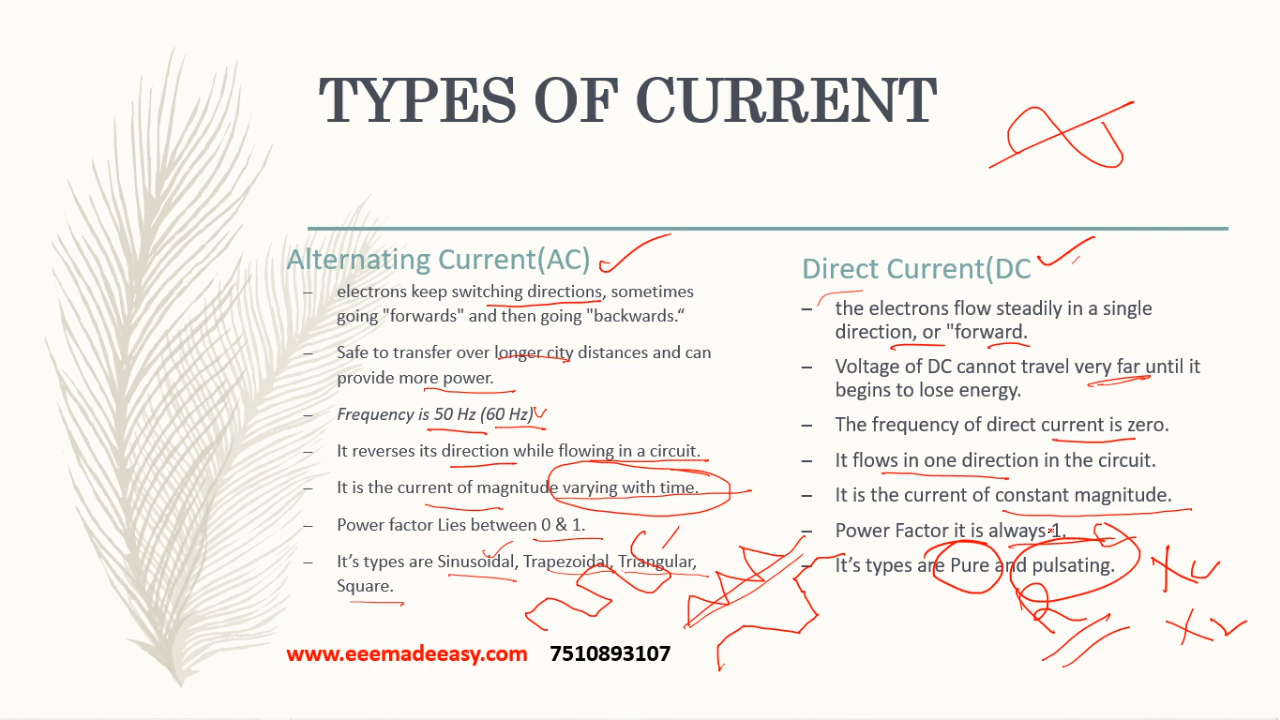 TYPES OF CURRENT
Alternating Current(AC)
– electrons keep switching directions, sometimes
going "forwards" and then going "backwards.“
– Safe to transfer over longer city distances and can
provide more power.
– Frequency is 50 Hz (60 Hz)
– It reverses its direction while flowing in a circuit.
– It is the current of magnitude varying with time.
– Power factor Lies between 0 & 1.
– It’s types are Sinusoidal, Trapezoidal, Triangular,
Square.
Direct Current(DC
– the electrons flow steadily in a single
direction, or "forward.
– Voltage of DC cannot travel very far until it
begins to lose energy.
– The frequency of direct current is zero.
– It flows in one direction in the circuit.
– It is the current of constant magnitude.
– Power Factor it is always 1.
– It’s types are Pure and pulsating.
www.eeemadeeasy.com 7510893107